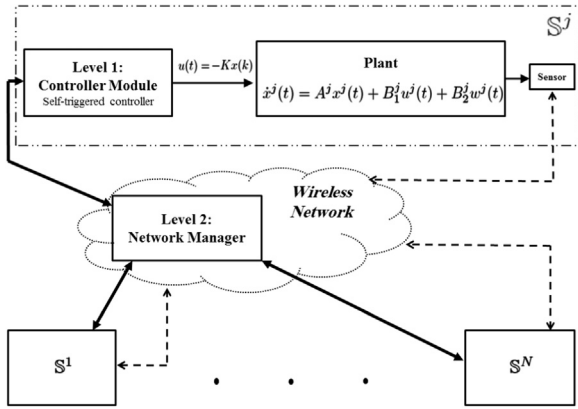 𝕊ʲ
Level 1:
Controller Module
Self-triggered controller
u(t)=−Kx(k)
Plant
ẋʲ(t) = Aʲxʲ(t) + B₁ʲuʲ(t) + B₂ʲwʲ(t)
Sensor
Wireless
Network
Level 2:
Network Manager
𝕊¹
. . .
𝕊ᴺ